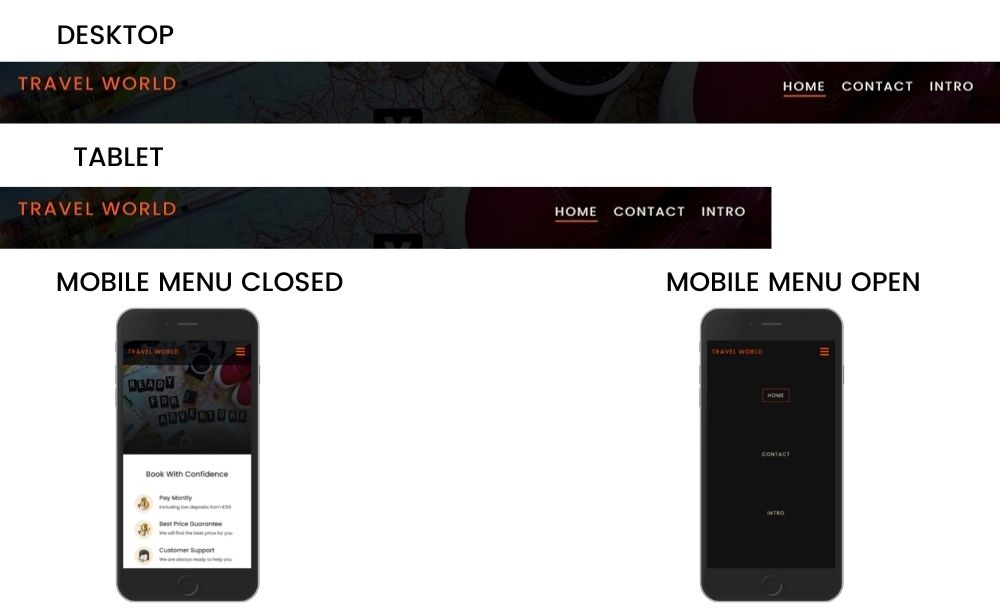 DESKTOP
TRAVEL WORLD
HOME CONTACT INTRO
TABLET
TRAVEL WORLD
HOME CONTACT INTRO
MOBILE MENU CLOSED
TRAVEL WORLD
READY
FOR
ADVENTURE
Book With Confidence
Pay Montly
Including low deposits from €59
Best Price Guarantee
We will find the best price for you
Customer Support
We are always ready to help you
MOBILE MENU OPEN
TRAVEL WORLD
HOME
CONTACT
INTRO